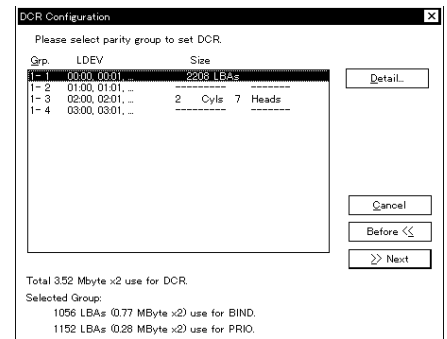 DCR Configuration
Please select parity group to set DCR.
Grp. LDEV Size
1- 1 00:00, 00:01, ... 2208 LBAs
1- 2 01:00, 01:01, ... --------- -------
1- 3 02:00, 02:01, ... 2 Cyls 7 Heads
1- 4 03:00, 03:01, ... --------- -------
Detail...
Cancel
Before <<
>> Next
Total 3.52 Mbyte x2 use for DCR.
Selected Group:
1056 LBAs (0.77 MByte x2) use for BIND.
1152 LBAs (0.28 MByte x2) use for PRIO.